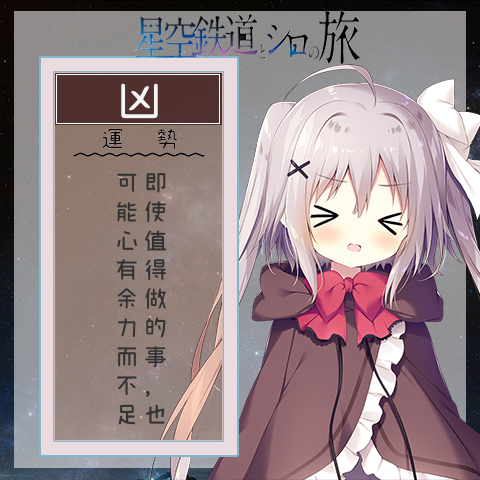 星空鉄道とシロの旅
凶
運勢
即使值得做的事，也
可能心有余力而不足